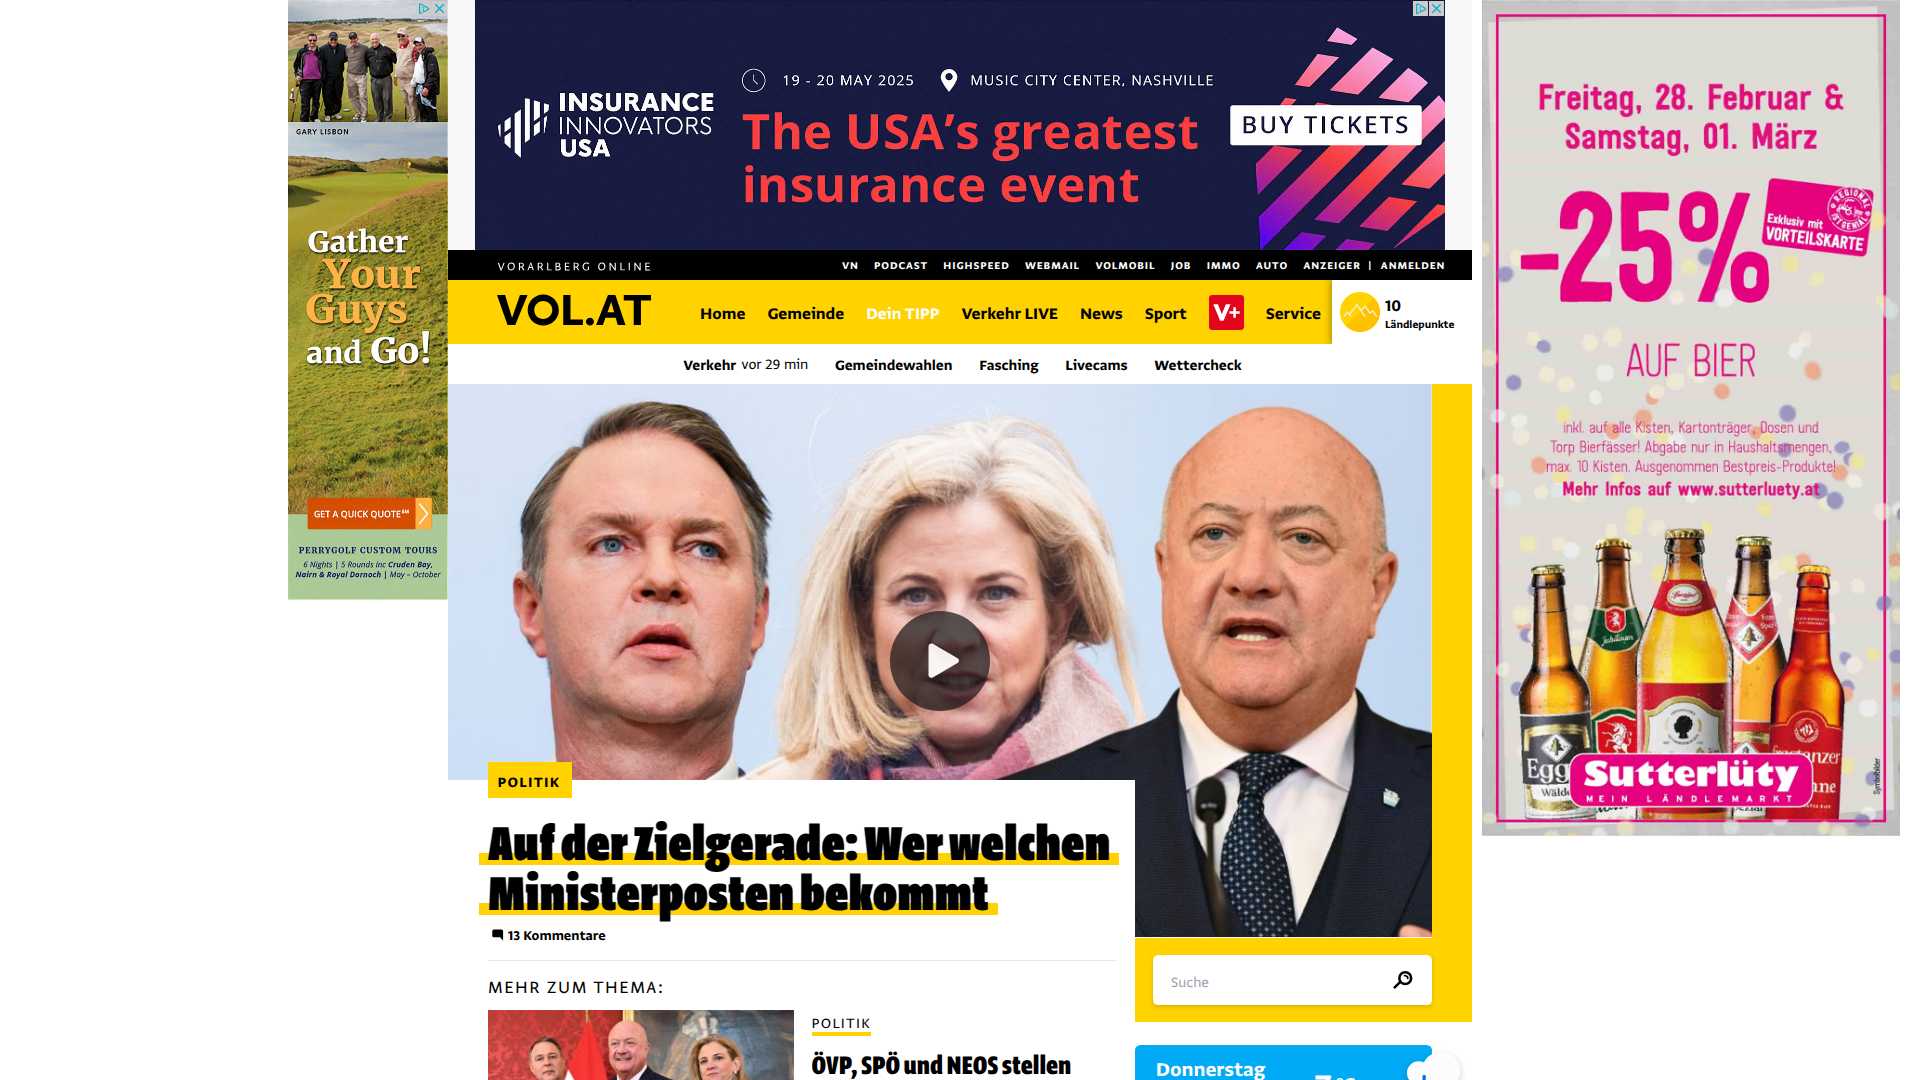 GARY LISBON
Gather
Your
Guys
and Go!
GET A QUICK QUOTE℠
PERRYGOLF CUSTOM TOURS
6 Nights | 5 Rounds Inc Cruden Bay,
Nairn & Royal Dornoch | May – October
INSURANCE
INNOVATORS
USA
19 - 20 MAY 2025 MUSIC CITY CENTER, NASHVILLE
The USA’s greatest
insurance event
BUY TICKETS
VORARLBERG ONLINE
VN PODCAST HIGHSPEED WEBMAIL VOLMOBIL JOB IMMO AUTO ANZEIGER | ANMELDEN
VOL.AT
Home Gemeinde Dein TIPP Verkehr LIVE News Sport V+ Service
10
Ländlepunkte
Verkehr vor 29 min Gemeindewahlen Fasching Livecams Wettercheck
POLITIK
Auf der Zielgerade: Wer welchen
Ministerposten bekommt
13 Kommentare
MEHR ZUM THEMA:
POLITIK
ÖVP, SPÖ und NEOS stellen
Suche
Donnerstag
Freitag, 28. Februar &
Samstag, 01. März
-25%
REGIONAL
IST GENIAL
Exklusiv mit
VORTEILSKARTE
AUF BIER
inkl. auf alle Kisten, Kartonträger, Dosen und
Torp Bierfässer! Abgabe nur in Haushaltsmengen,
max. 10 Kisten. Ausgenommen Bestpreis-Produkte!
Mehr Infos auf www.sutterluety.at
Egg
Wälde
Sutterlüty
MEIN LÄNDLEMARKT
Symbolbilder